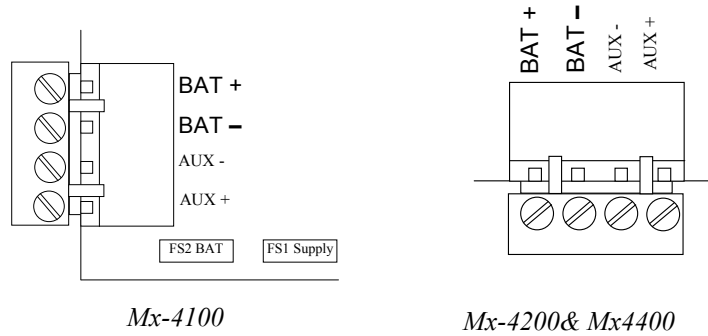 BAT +
BAT –
AUX -
AUX +
FS2 BAT
FS1 Supply
Mx-4100
BAT +
BAT –
AUX -
AUX +
Mx-4200& Mx4400